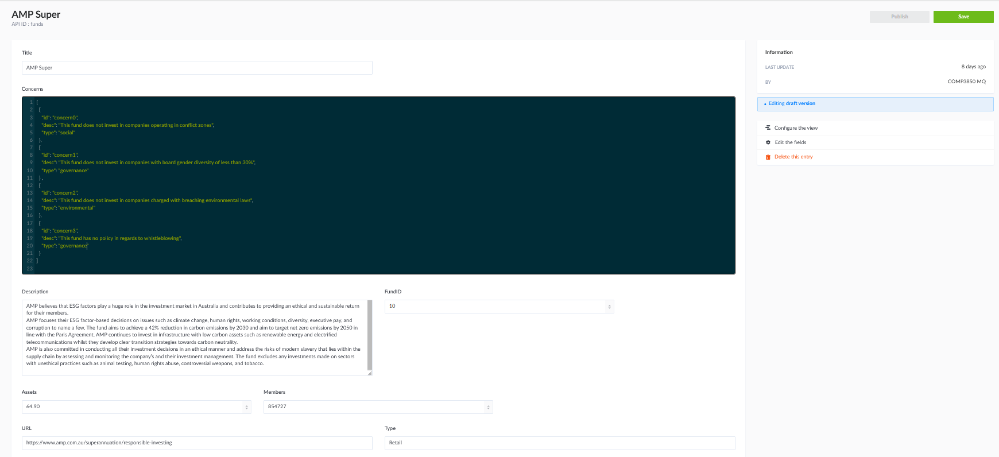 AMP Super
API ID : funds
Publish
Save
Title
AMP Super
Concerns
1 [
2 {
3 "id": "concern0",
4 "desc": "This fund does not invest in companies operating in conflict zones",
5 "type": "social"
6 },
7 {
8 "id": "concern1",
9 "desc": "This fund does not invest in companies with board gender diversity of less than 30%",
10 "type": "governance"
11 },
12 {
13 "id": "concern2",
14 "desc": "This fund does not invest in companies charged with breaching environmental laws",
15 "type": "environmental"
16 },
17 {
18 "id": "concern3",
19 "desc": "This fund has no policy in regards to whistleblowing",
20 "type": "governance"
21 }
22 ]
23
Description
AMP believes that ESG factors play a huge role in the investment market in Australia and contributes to providing an ethical and sustainable return
for their members.
AMP focuses their ESG factor-based decisions on issues such as climate change, human rights, working conditions, diversity, executive pay, and
corruption to name a few. The fund aims to achieve a 42% reduction in carbon emissions by 2030 and aim to target net zero emissions by 2050 in
line with the Paris Agreement. AMP continues to invest in infrastructure with low carbon assets such as renewable energy and electrified
telecommunications whilst they develop clear transition strategies towards carbon neutrality.
AMP is also committed in conducting all their investment decisions in an ethical manner and address the risks of modern slavery that lies within the
supply chain by assessing and monitoring the company's and their investment management. The fund excludes any investments made on sectors
with unethical practices such as animal testing, human rights abuse, controversial weapons, and tobacco.
FundID
10
Assets
64.90
Members
854727
URL
https://www.amp.com.au/superannuation/responsible-investing
Type
Retail
Information
LAST UPDATE
8 days ago
BY
COMP3850 MQ
• Editing draft version
Configure the view
Edit the fields
Delete this entry